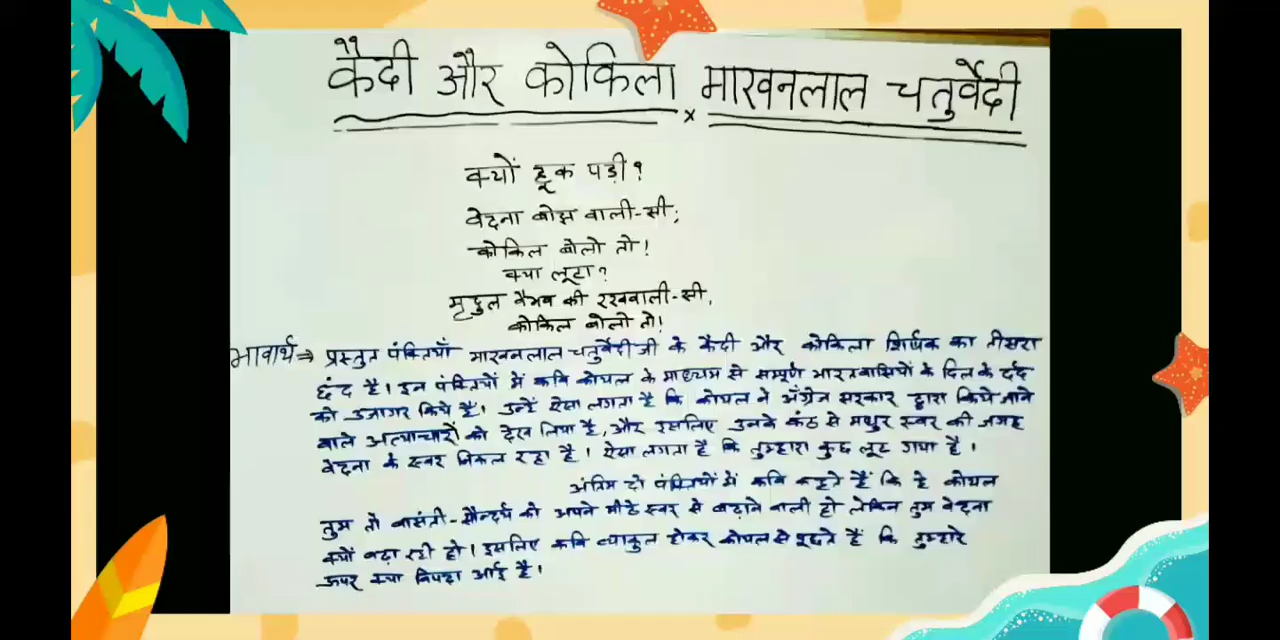 कैदी और कोकिला x माखनलाल चतुर्वेदी
क्यों हूक पड़ी?
वेदना बोझ वाली-सी;
कोकिल बोलो तो!
क्या लूटा?
मृदुल वैभव की रखवाली-सी,
कोकिल बोलो तो!
भावार्थ ⇒ प्रस्तुत पंक्तियाँ माखनलाल चतुर्वेदीजी के कैदी और कोकिला शिर्षक का तीसरा
छंद है। इन पंक्तियों में कवि कोयल के माध्यम से सम्पूर्ण भारतवासियों के दिल के दर्द
को उजागर किये है। उन्हें ऐसा लगता है कि कोयल ने अँग्रेज सरकार द्वारा किये जाने
वाले अत्याचारों को देख लिया है, और इसलिए उनके कंठ से मधुर स्वर की जगह
वेदना के स्वर निकल रहा है। ऐसा लगता है कि तुम्हारा कुछ लूट गया है।
अंतिम दो पंक्तियों में कवि कहते हैं कि हे कोयल
तुम तो वासंती-सौन्दर्य को अपने मीठे स्वर से बढ़ाने वाली हो लेकिन तुम वेदना
क्यों बढ़ा रही हो। इसलिए कवि व्याकुल होकर कोयल से पूछते हैं कि तुम्हारे
ऊपर क्या विपदा आई है।